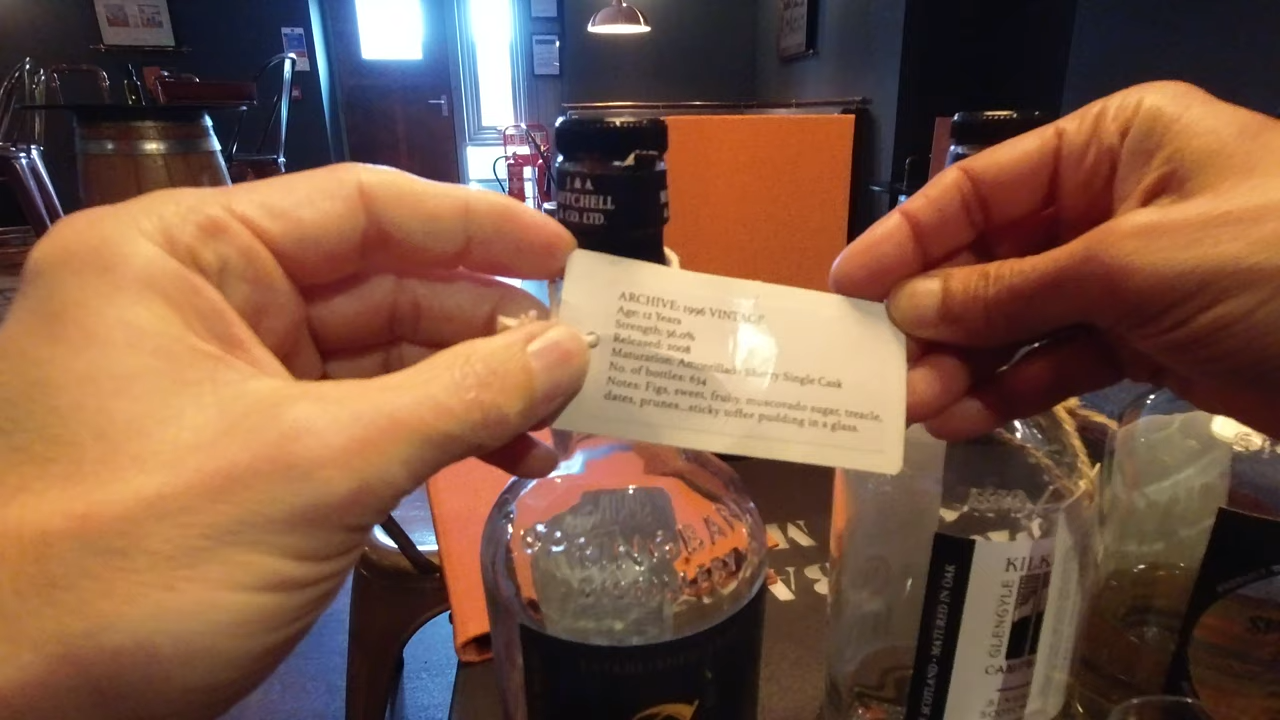 J & A
MITCHELL
& CO. LTD.
ARCHIVE: 1996 VINTAGE
Age: 12 Years
Strength: 56.0%
Released: 2008
Maturation: Amontillado Sherry Single Cask
No. of bottles: 634
Notes: Figs, sweet, fruity, muscovado sugar, treacle,
dates, prunes...sticky toffee pudding in a glass.
SPRINGBANK
SCOTLAND • MATURED IN OAK
GLENGYLE
KILK